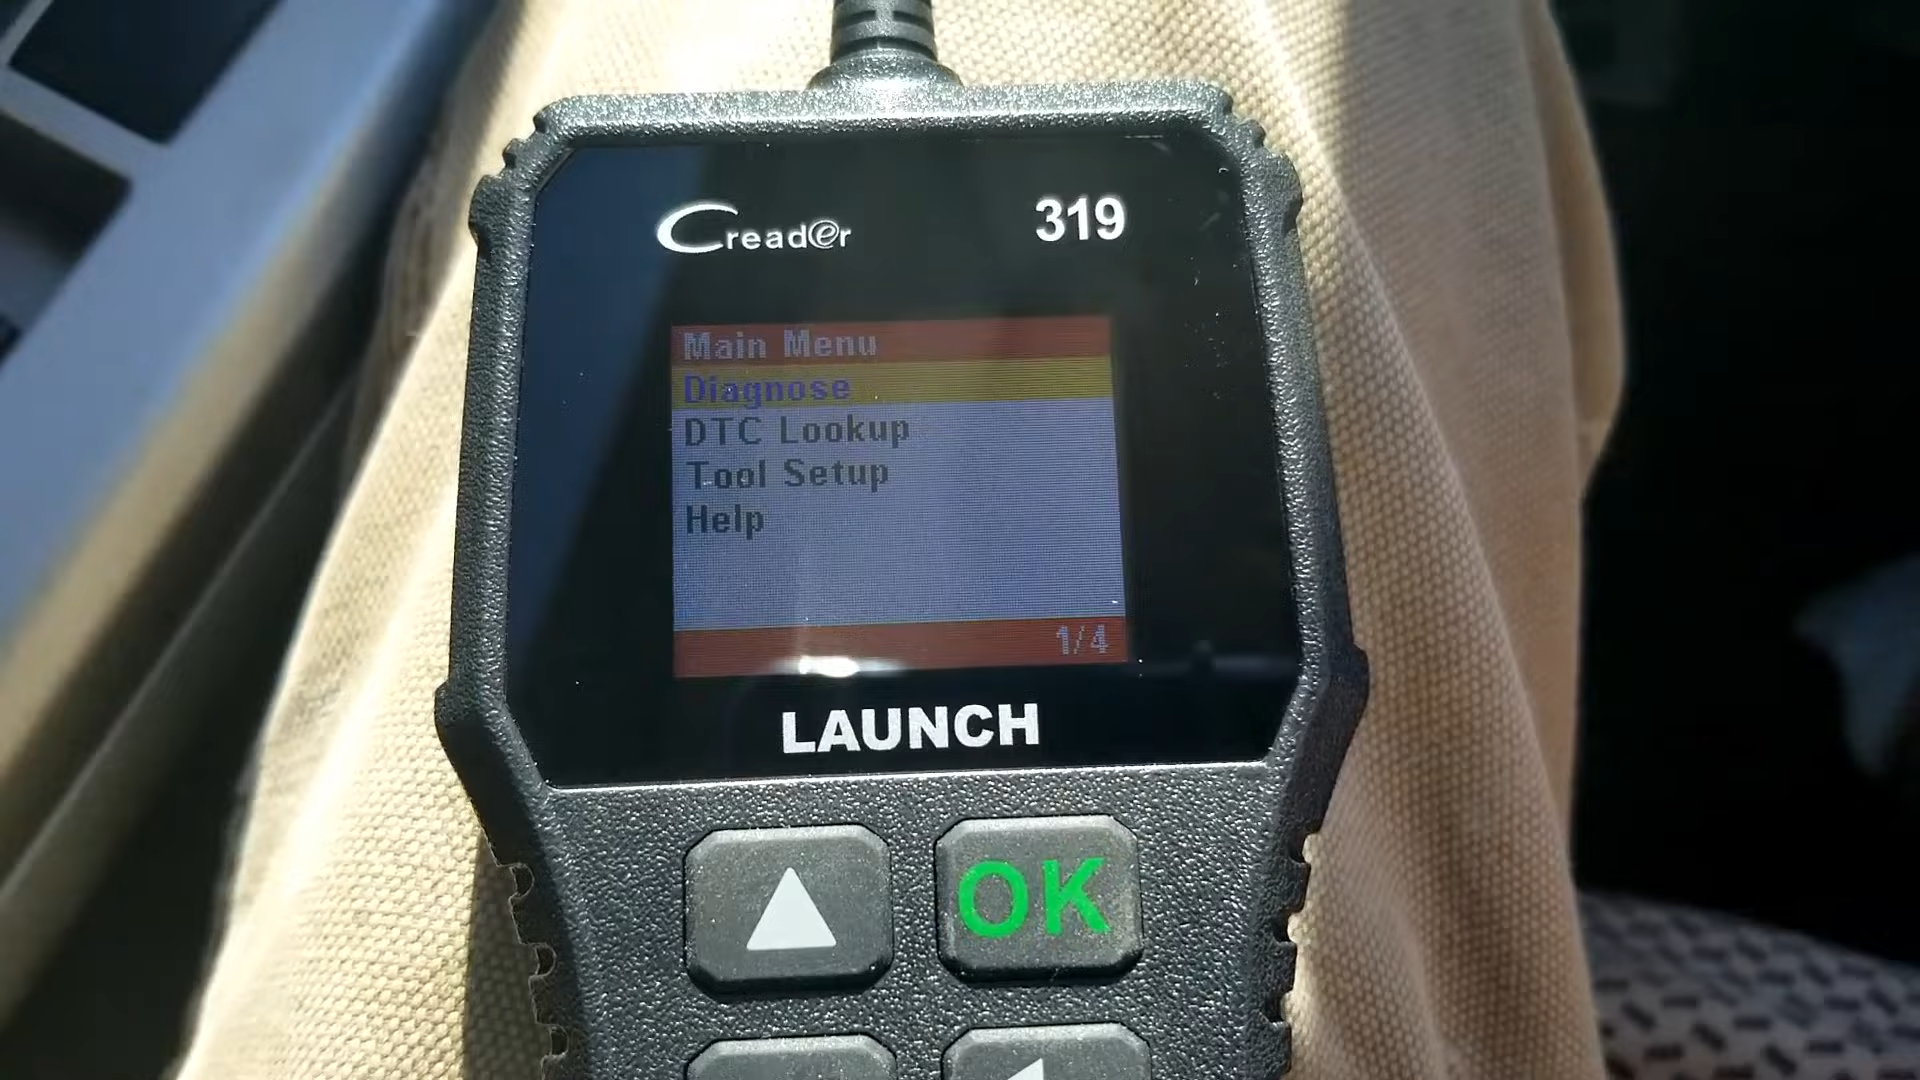 Creader 319
Main Menu
Diagnose
DTC Lookup
Tool Setup
Help
1/4
LAUNCH
OK